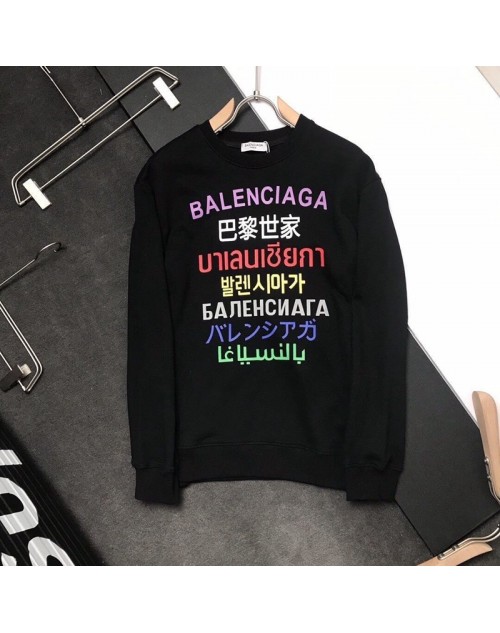 BALENCIAGA
巴黎世家
บาเลนเซียกา
발렌시아가
БАЛЕНСИАГА
バレンシアガ
بالنسياغا